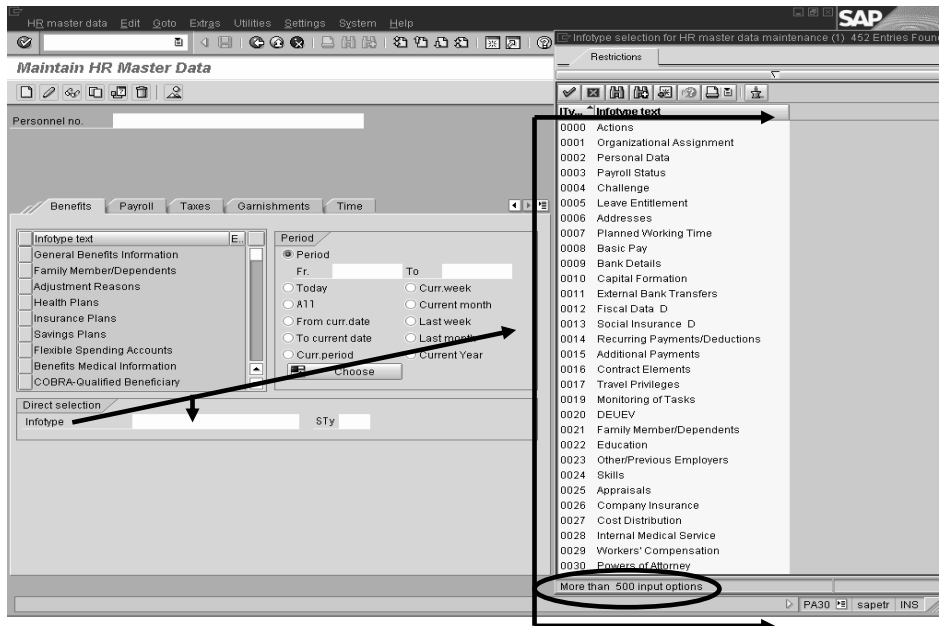 HR master data Edit Goto Extras Utilities Settings System Help
SAP
Infotype selection for HR master data maintenance (1) 452 Entries Foun
Restrictions
Maintain HR Master Data
Personnel no.
Benefits Payroll Taxes Garnishments Time
Infotype text E..
General Benefits Information
Family Member/Dependents
Adjustment Reasons
Health Plans
Insurance Plans
Savings Plans
Flexible Spending Accounts
Benefits Medical Information
COBRA-Qualified Beneficiary
Period
Period
Fr. To
Today Curr.week
All Current month
From curr.date Last week
To current date Last month
Curr.period Current Year
Choose
Direct selection
Infotype STy
ITy... Infotype text
0000 Actions
0001 Organizational Assignment
0002 Personal Data
0003 Payroll Status
0004 Challenge
0005 Leave Entitlement
0006 Addresses
0007 Planned Working Time
0008 Basic Pay
0009 Bank Details
0010 Capital Formation
0011 External Bank Transfers
0012 Fiscal Data D
0013 Social Insurance D
0014 Recurring Payments/Deductions
0015 Additional Payments
0016 Contract Elements
0017 Travel Privileges
0019 Monitoring of Tasks
0020 DEUEV
0021 Family Member/Dependents
0022 Education
0023 Other/Previous Employers
0024 Skills
0025 Appraisals
0026 Company Insurance
0027 Cost Distribution
0028 Internal Medical Service
0029 Workers' Compensation
0030 Powers of Attorney
More than 500 input options
PA30 sapetr INS